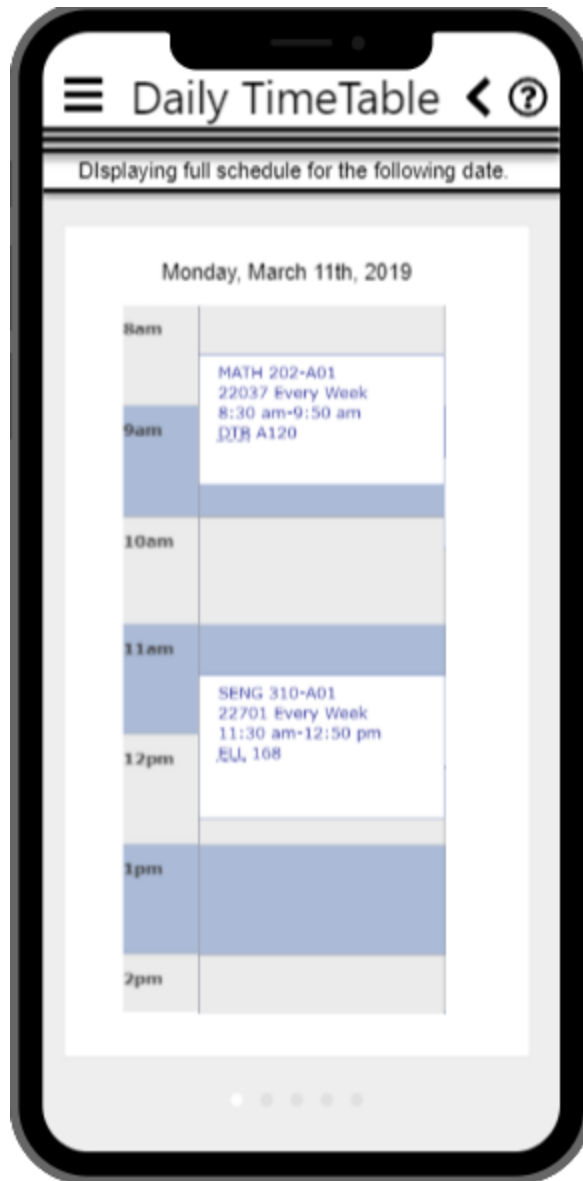 Daily TimeTable
DIsplaying full schedule for the following date.
Monday, March 11th, 2019
8am
MATH 202-A01
22037 Every Week
8:30 am-9:50 am
DTB A120
9am
10am
11am
SENG 310-A01
22701 Every Week
11:30 am-12:50 pm
ELL 168
12pm
1pm
2pm